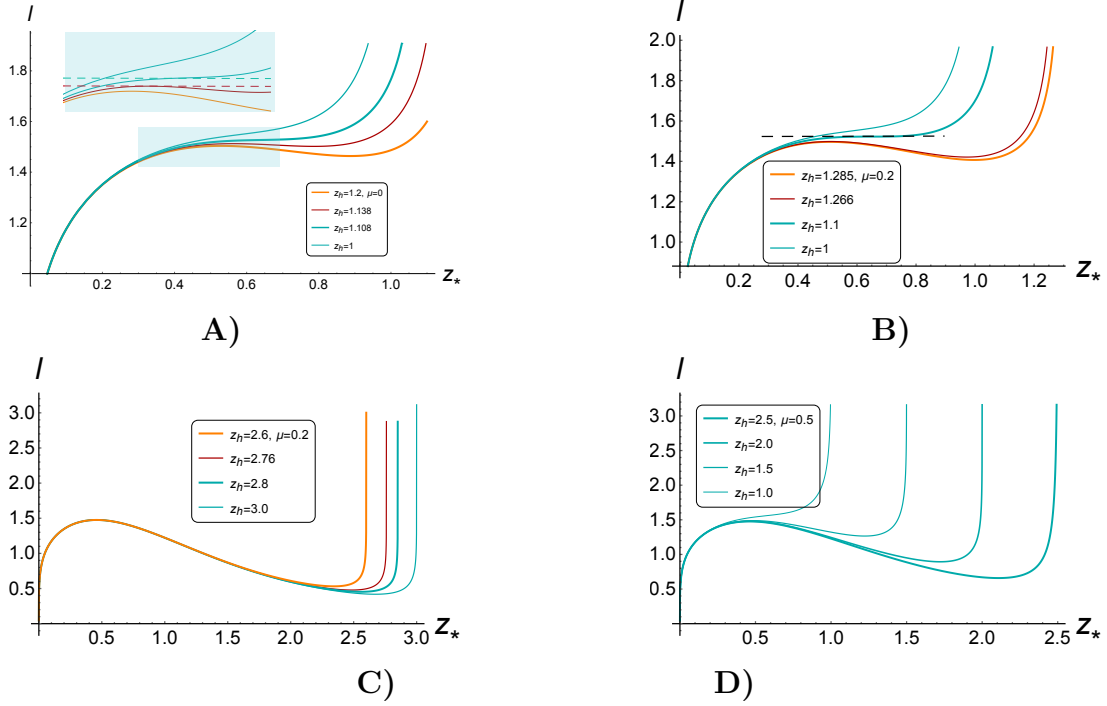 l
1.8
1.6
1.4
1.2
0.2 0.4 0.6 0.8 1.0
z*
z_h=1.2, μ=0
z_h=1.138
z_h=1.108
z_h=1
A)
l
2.0
1.8
1.6
1.4
1.2
1.0
0.2 0.4 0.6 0.8 1.0 1.2
z*
z_h=1.285, μ=0.2
z_h=1.266
z_h=1.1
z_h=1
B)
l
3.0
2.5
2.0
1.5
1.0
0.5
0.5 1.0 1.5 2.0 2.5 3.0
z*
z_h=2.6, μ=0.2
z_h=2.76
z_h=2.8
z_h=3.0
C)
l
3.0
2.5
2.0
1.5
1.0
0.5
0.5 1.0 1.5 2.0 2.5
z*
z_h=2.5, μ=0.5
z_h=2.0
z_h=1.5
z_h=1.0
D)